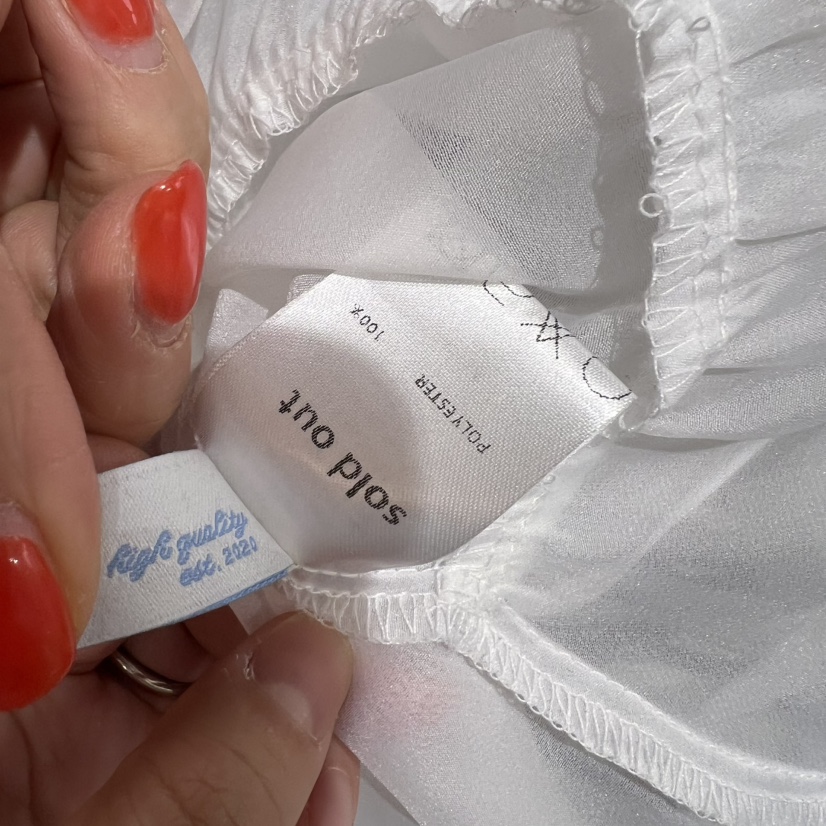 sold out
POLYESTER
100%
high quality
est. 2020